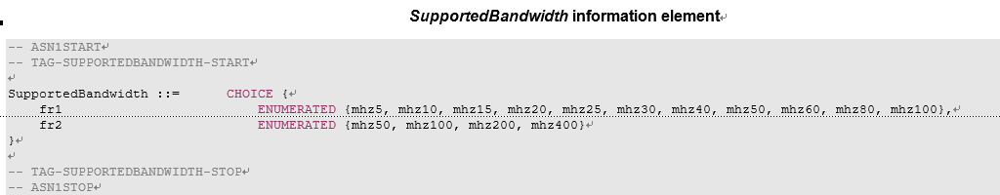 SupportedBandwidth information element
-- ASN1START
-- TAG-SUPPORTEDBANDWIDTH-START
SupportedBandwidth ::= CHOICE {
fr1 ENUMERATED {mhz5, mhz10, mhz15, mhz20, mhz25, mhz30, mhz40, mhz50, mhz60, mhz80, mhz100},
fr2 ENUMERATED {mhz50, mhz100, mhz200, mhz400}
}
-- TAG-SUPPORTEDBANDWIDTH-STOP
-- ASN1STOP